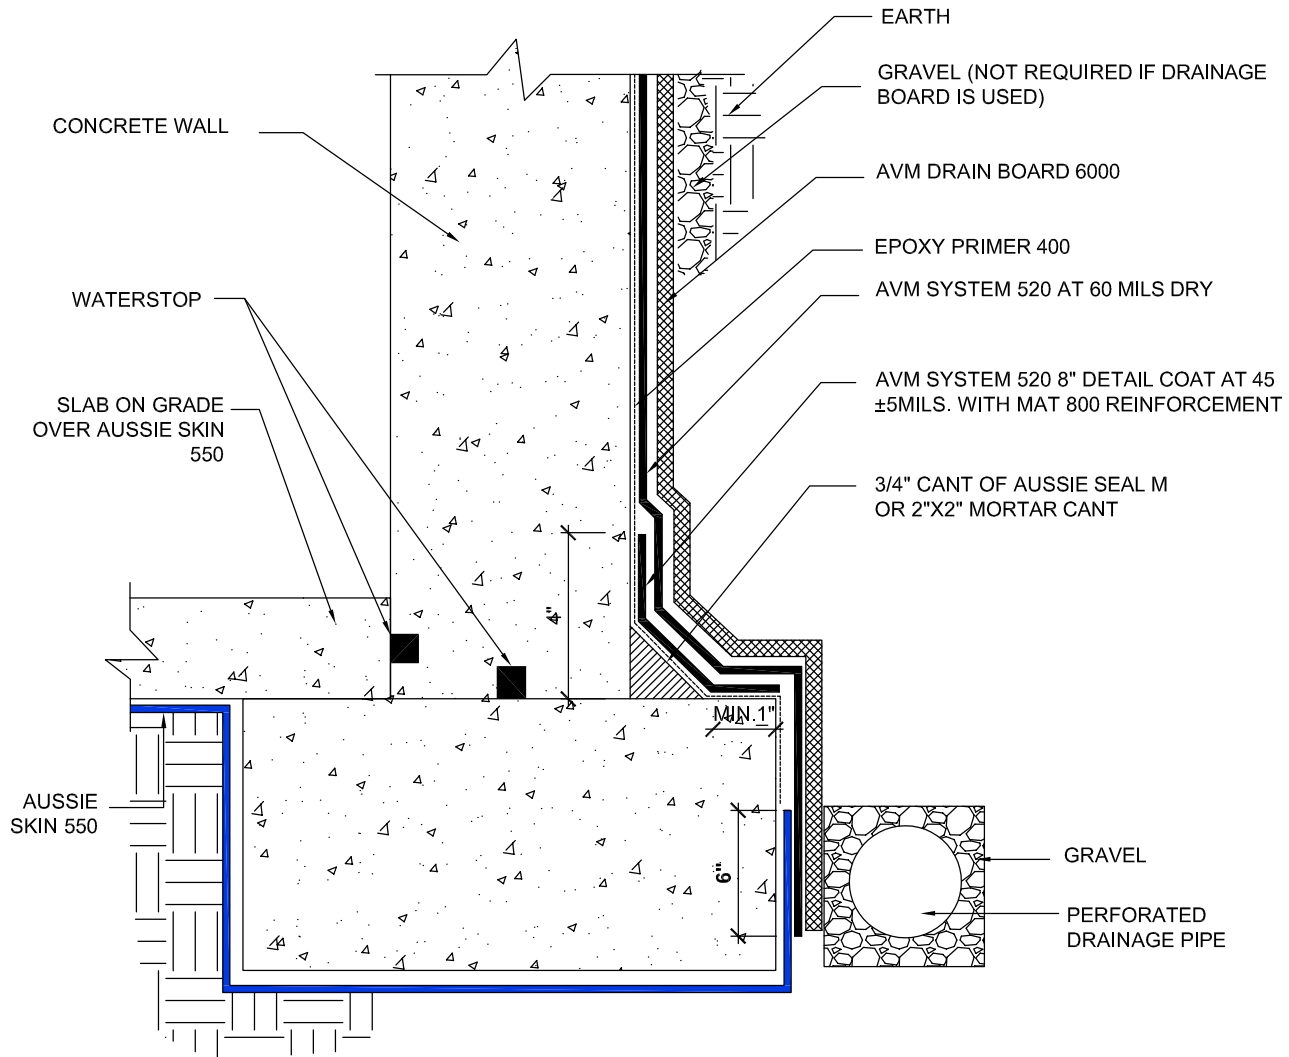 EARTH
GRAVEL (NOT REQUIRED IF DRAINAGE
BOARD IS USED)
CONCRETE WALL
AVM DRAIN BOARD 6000
EPOXY PRIMER 400
AVM SYSTEM 520 AT 60 MILS DRY
WATERSTOP
AVM SYSTEM 520 8" DETAIL COAT AT 45
±5MILS. WITH MAT 800 REINFORCEMENT
SLAB ON GRADE
OVER AUSSIE SKIN
550
3/4" CANT OF AUSSIE SEAL M
OR 2"X2" MORTAR CANT
4"
MIN.1"
AUSSIE
SKIN 550
6"
GRAVEL
PERFORATED
DRAINAGE PIPE